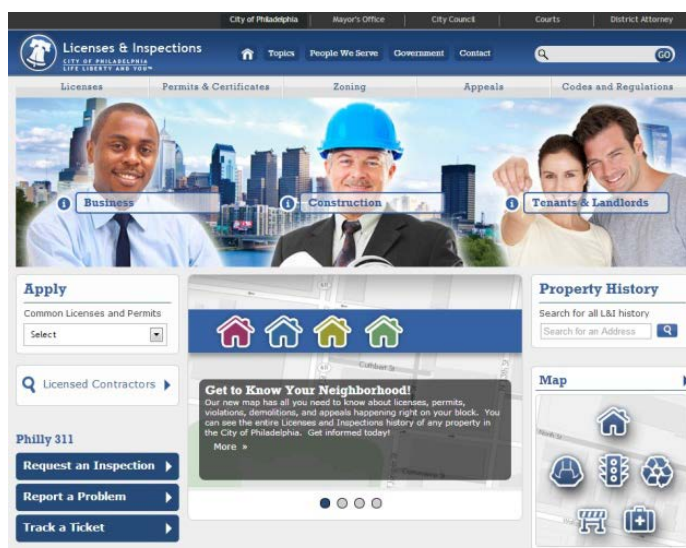 City of Philadelphia
Mayor's Office
City Council
Courts
District Attorney
Licenses & Inspections
CITY OF PHILADELPHIA
LIFE LIBERTY AND YOU™
Topics
People We Serve
Government
Contact
GO
Licenses
Permits & Certificates
Zoning
Appeals
Codes and Regulations
Business
Construction
Tenants & Landlords
Apply
Common Licenses and Permits
Select
Licensed Contractors
Philly 311
Request an Inspection
Report a Problem
Track a Ticket
Get to Know Your Neighborhood!
Our new map has all you need to know about licenses, permits,
violations, demolitions, and appeals happening right on your block. You
can see the entire Licenses and Inspections history of any property in
the City of Philadelphia. Get informed today!
More »
Property History
Search for all L&I history
Search for an Address
Map